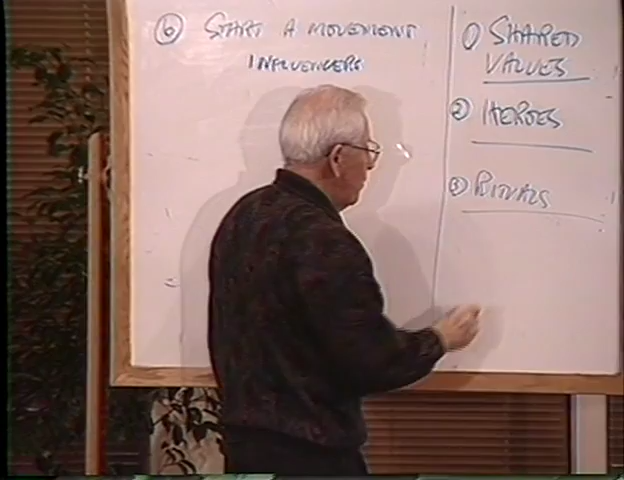 6 START A MOVEMENT
INFLUENCERS
1) SHARED
VALUES
2 HEROES
3 RITUALS